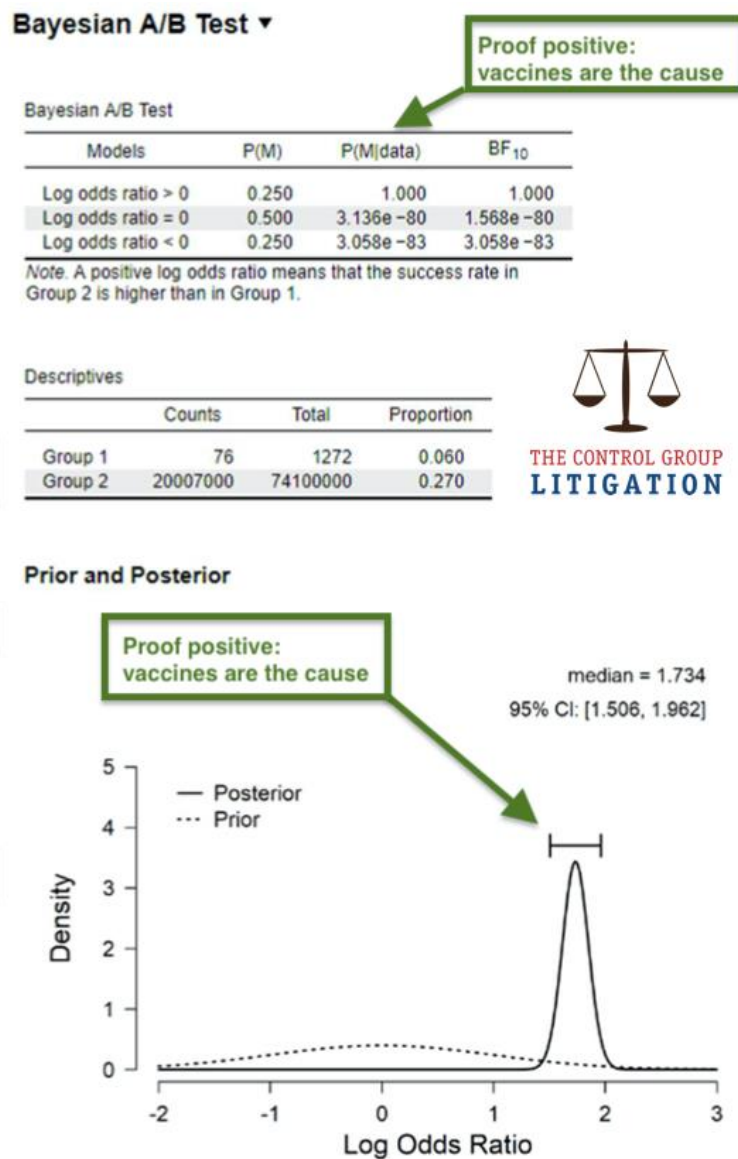 Bayesian A/B Test ▼
Proof positive:
vaccines are the cause
Bayesian A/B Test
Models P(M) P(M|data) BF10
Log odds ratio > 0 0.250 1.000 1.000
Log odds ratio = 0 0.500 3.136e −80 1.568e −80
Log odds ratio < 0 0.250 3.058e −83 3.058e −83
Note. A positive log odds ratio means that the success rate in
Group 2 is higher than in Group 1.
Descriptives
Counts Total Proportion
Group 1 76 1272 0.060
Group 2 20007000 74100000 0.270
THE CONTROL GROUP
LITIGATION
Prior and Posterior
Proof positive:
vaccines are the cause
median = 1.734
95% CI: [1.506, 1.962]
Posterior
Prior
5
4
3
2
1
0
Density
-2 -1 0 1 2 3
Log Odds Ratio